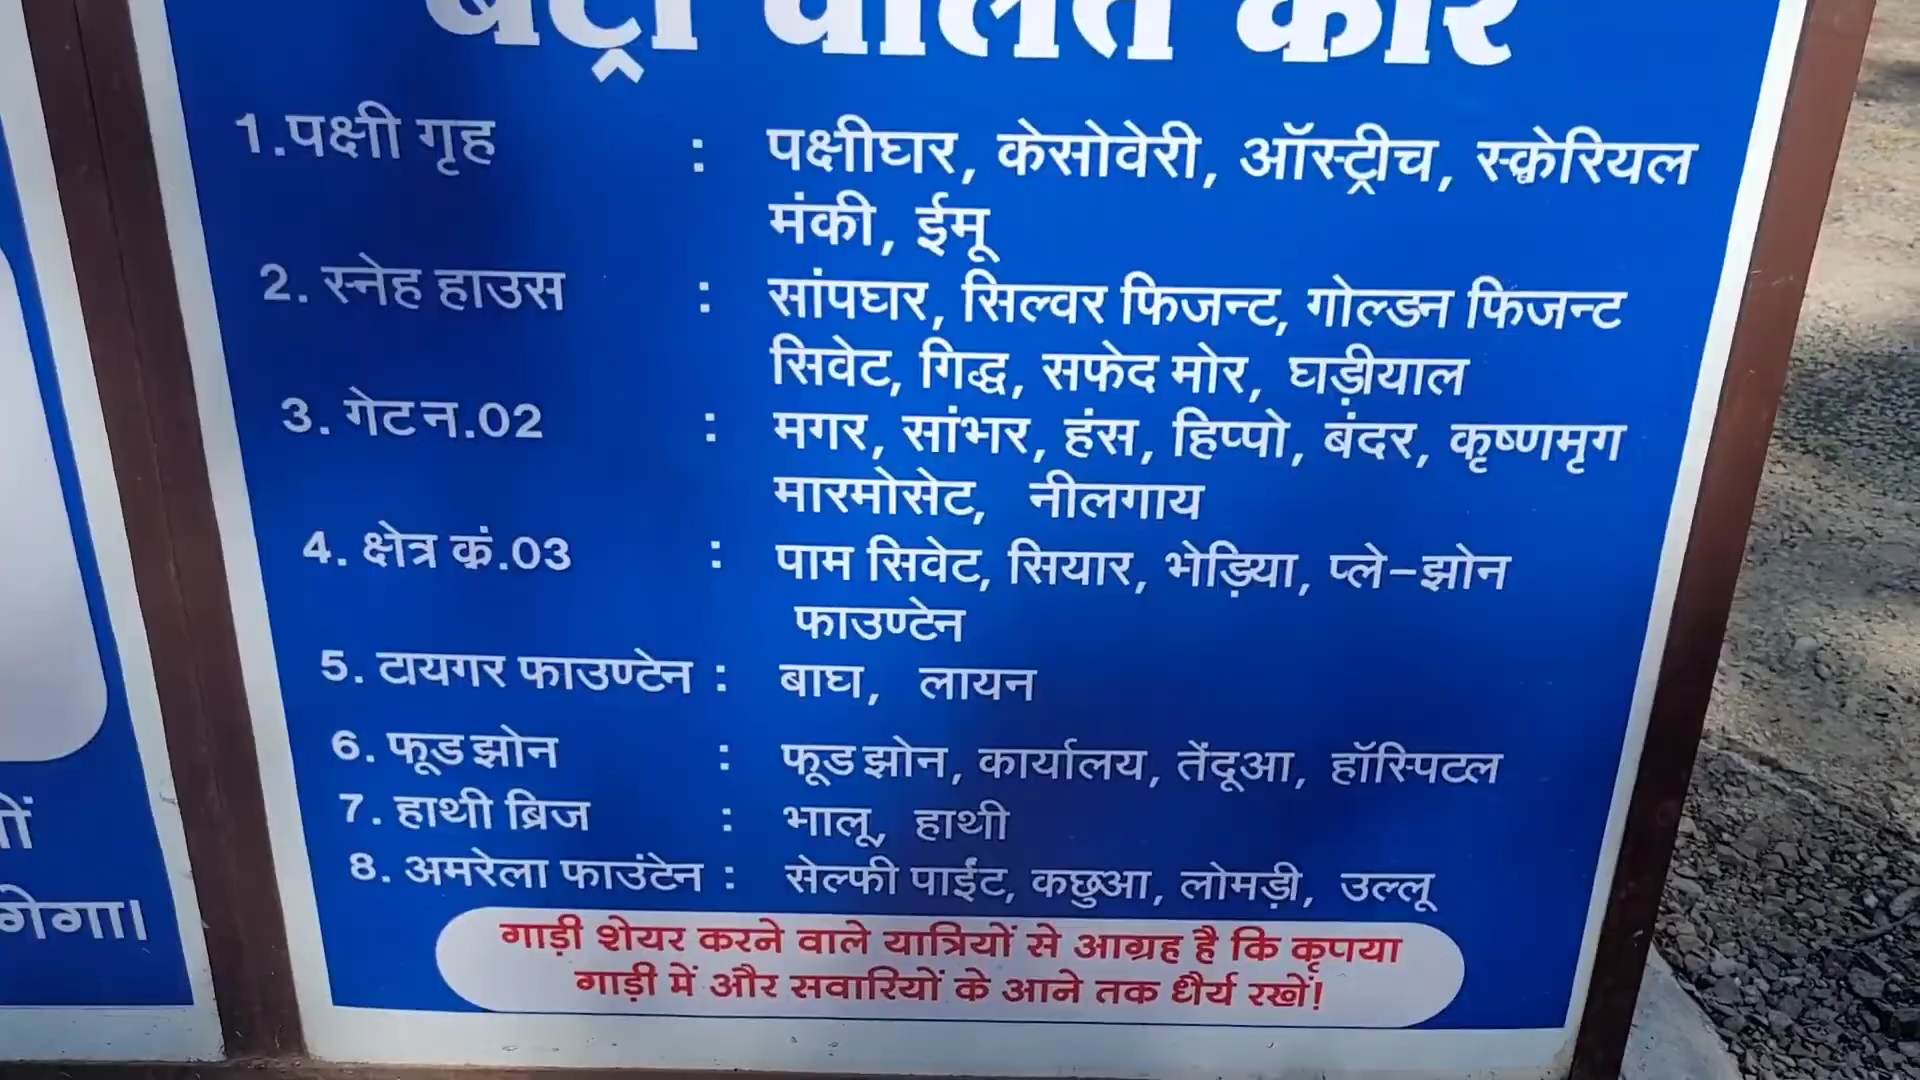 बैट्री चलित कार
1.पक्षी गृह : पक्षीघर, केसोवेरी, ऑस्ट्रीच, स्क्वेरियल
मंकी, ईमू
2. स्नेह हाउस : सांपघर, सिल्वर फिजन्ट, गोल्डन फिजन्ट
सिवेट, गिद्ध, सफेद मोर, घड़ीयाल
3. गेट न.02 : मगर, सांभर, हंस, हिप्पो, बंदर, कृष्णमृग
मारमोसेट, नीलगाय
4. क्षेत्र कं.03 : पाम सिवेट, सियार, भेड़िया, प्ले-झोन
फाउण्टेन
5. टायगर फाउण्टेन : बाघ, लायन
6. फूड झोन : फूड झोन, कार्यालय, तेंदूआ, हॉस्पिटल
7. हाथी ब्रिज : भालू, हाथी
8. अमरेला फाउंटेन : सेल्फी पाईंट, कछुआ, लोमड़ी, उल्लू
गाड़ी शेयर करने वाले यात्रियों से आग्रह है कि कृपया
गाड़ी में और सवारियों के आने तक धैर्य रखें!